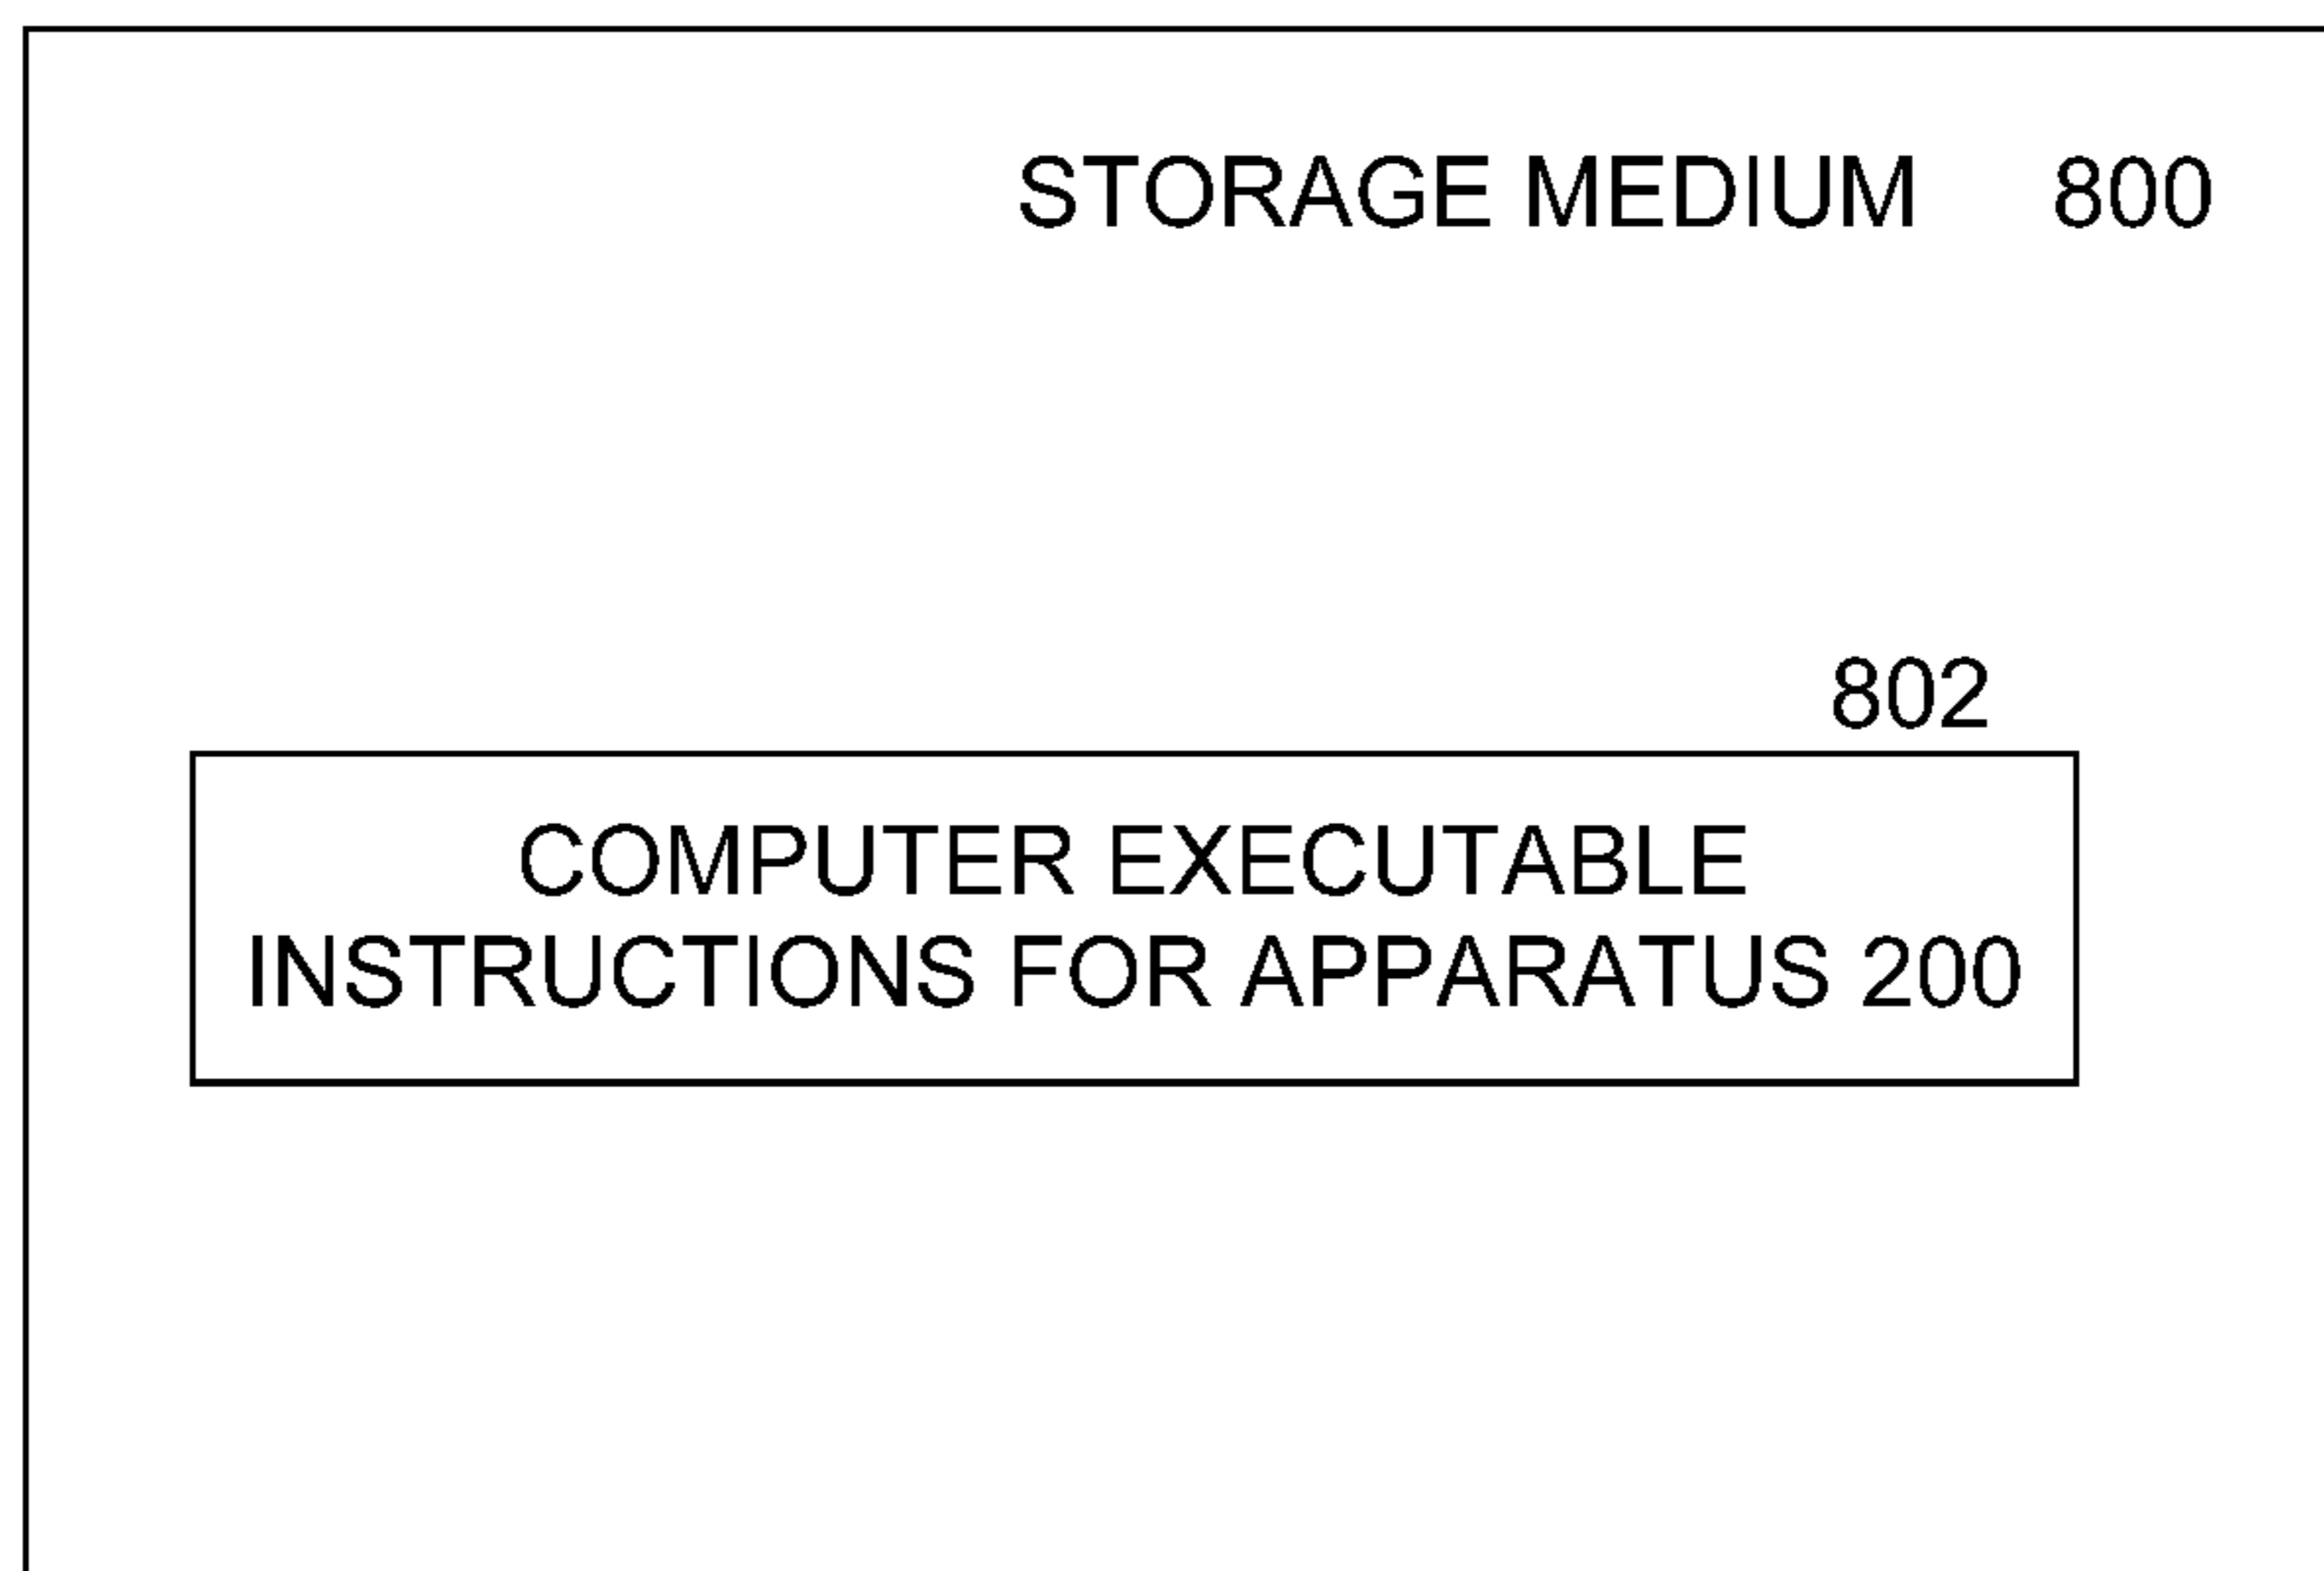 STORAGE MEDIUM 800
802
COMPUTER EXECUTABLE
INSTRUCTIONS FOR APPARATUS 200